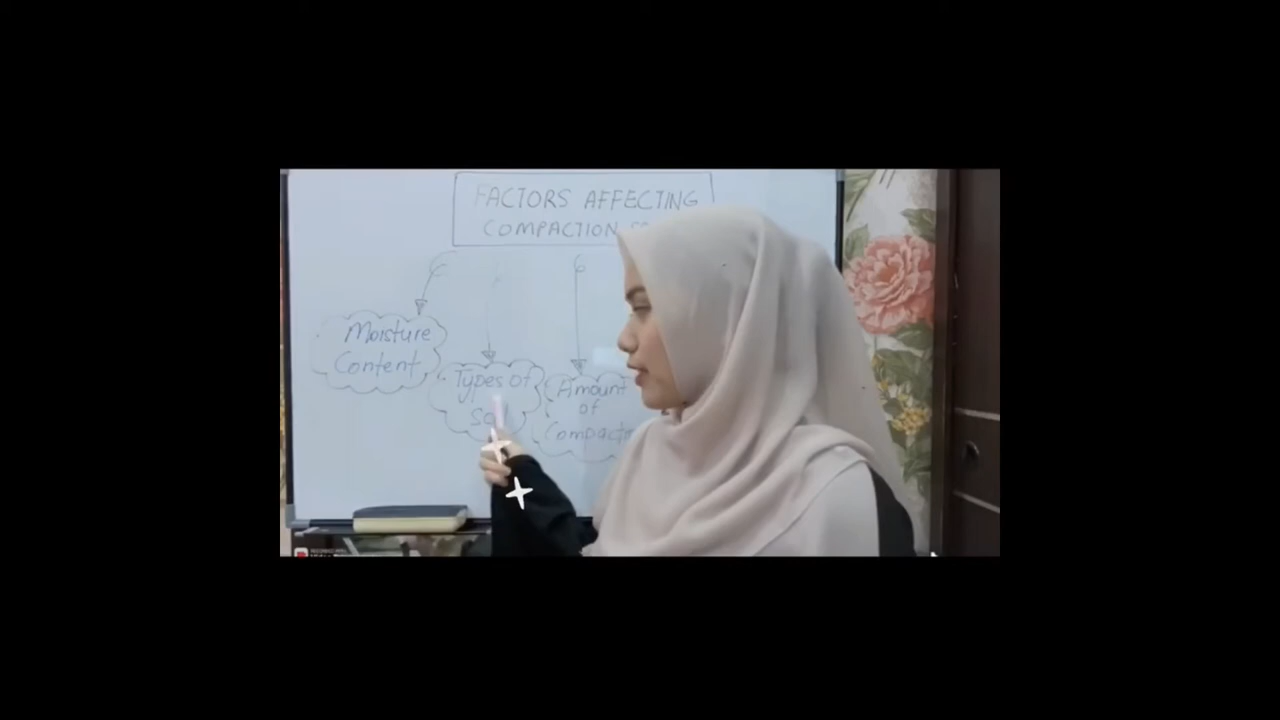 FACTORS AFFECTING
COMPACTION
Moisture
Content
Types of
Amount
of